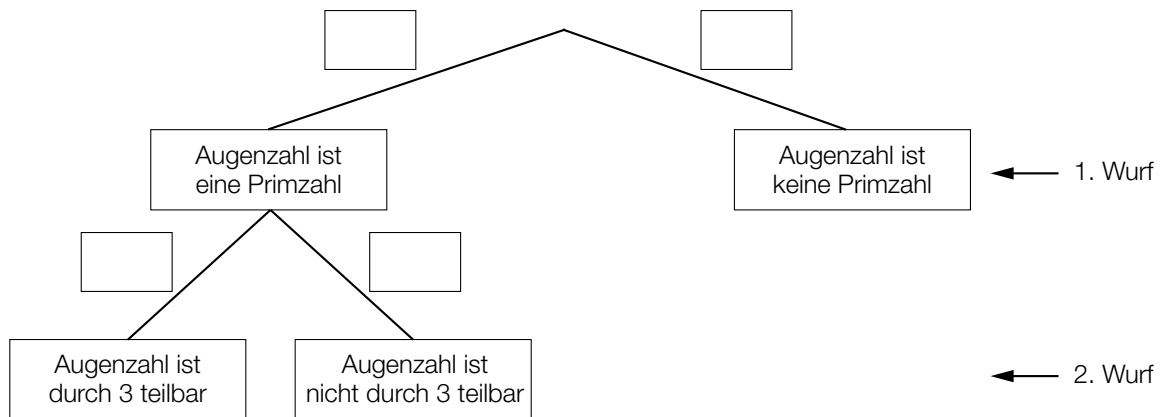 Augenzahl ist
eine Primzahl
Augenzahl ist
keine Primzahl
1. Wurf
Augenzahl ist
durch 3 teilbar
Augenzahl ist
nicht durch 3 teilbar
2. Wurf